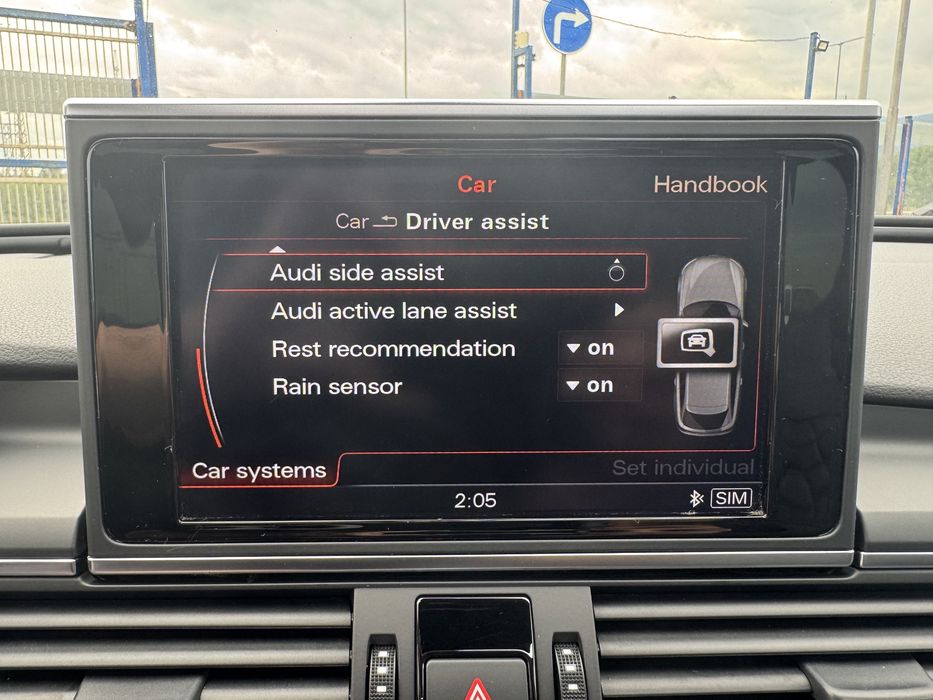 Car
Handbook
Car Driver assist
Audi side assist
Audi active lane assist
Rest recommendation on
Rain sensor on
Car systems
Set individual
2:05
SIM